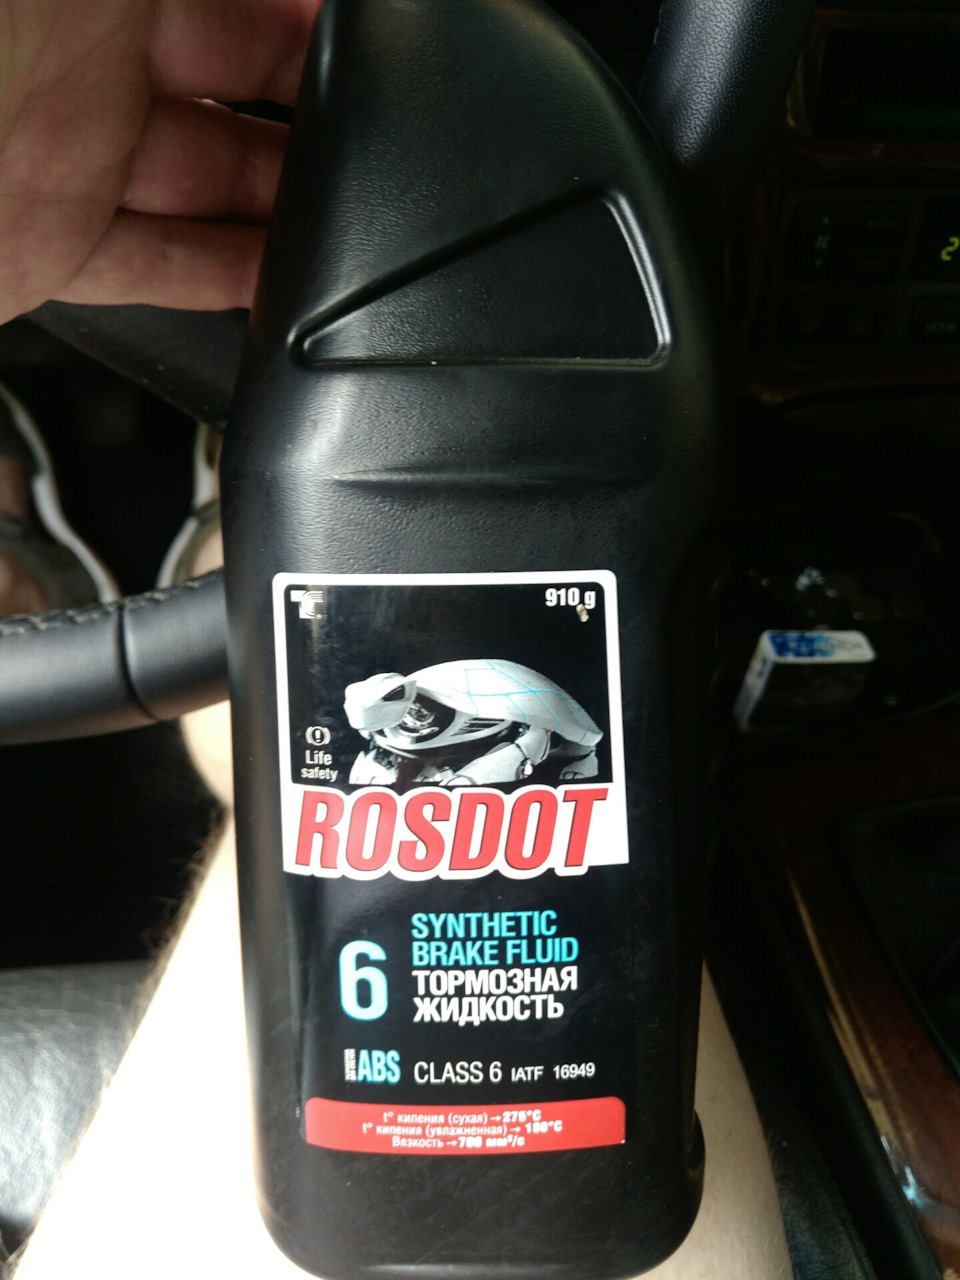 910 g
Life
safety
ROSDOT
6
SYNTHETIC
BRAKE FLUID
ТОРМОЗНАЯ
ЖИДКОСТЬ
ABS CLASS 6 IATF 16949
t° кипения (сухая) → 275°C
t° кипения (увлажненная) → 180°C
Вязкость → 700 мм²/с
2